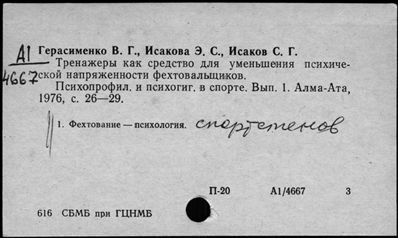 А1
4667
Герасименко В. Г., Исакова Э. С., Исаков С. Г.
Тренажеры как средство для уменьшения психиче-
ской напряженности фехтовальщиков.
Психопрофил. и психогиг. в спорте. Вып. 1. Алма-Ата,
1976, с. 26—29.
1. Фехтование — психология. спортсменов
П-20 А1/4667 3
616 СБМБ при ГЦНМБ